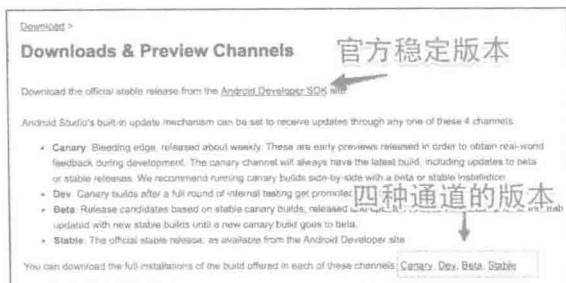 Download >
Downloads & Preview Channels
官方稳定版本
Download the official stable release from the Android Developer SDK site.
Android Studio's built-in update mechanism can be set to receive updates through any one of these 4 channels:
• Canary: Bleeding edge, released about weekly. These are early previews released in order to obtain real-world
feedback during development. The canary channel will always have the latest build, including updates to beta
or stable releases. We recommend running canary builds side-by-side with a beta or stable installation.
• Dev: Canary builds after a full round of internal testing get promoted
四种通道的版本
• Beta: Release candidates based on stable canary builds, released
updated with new stable builds until a new canary build goes to beta.
• Stable: The official stable release, as available from the Android Developer site.
You can download the full installations of the build offered in each of these channels: Canary, Dev, Beta, Stable